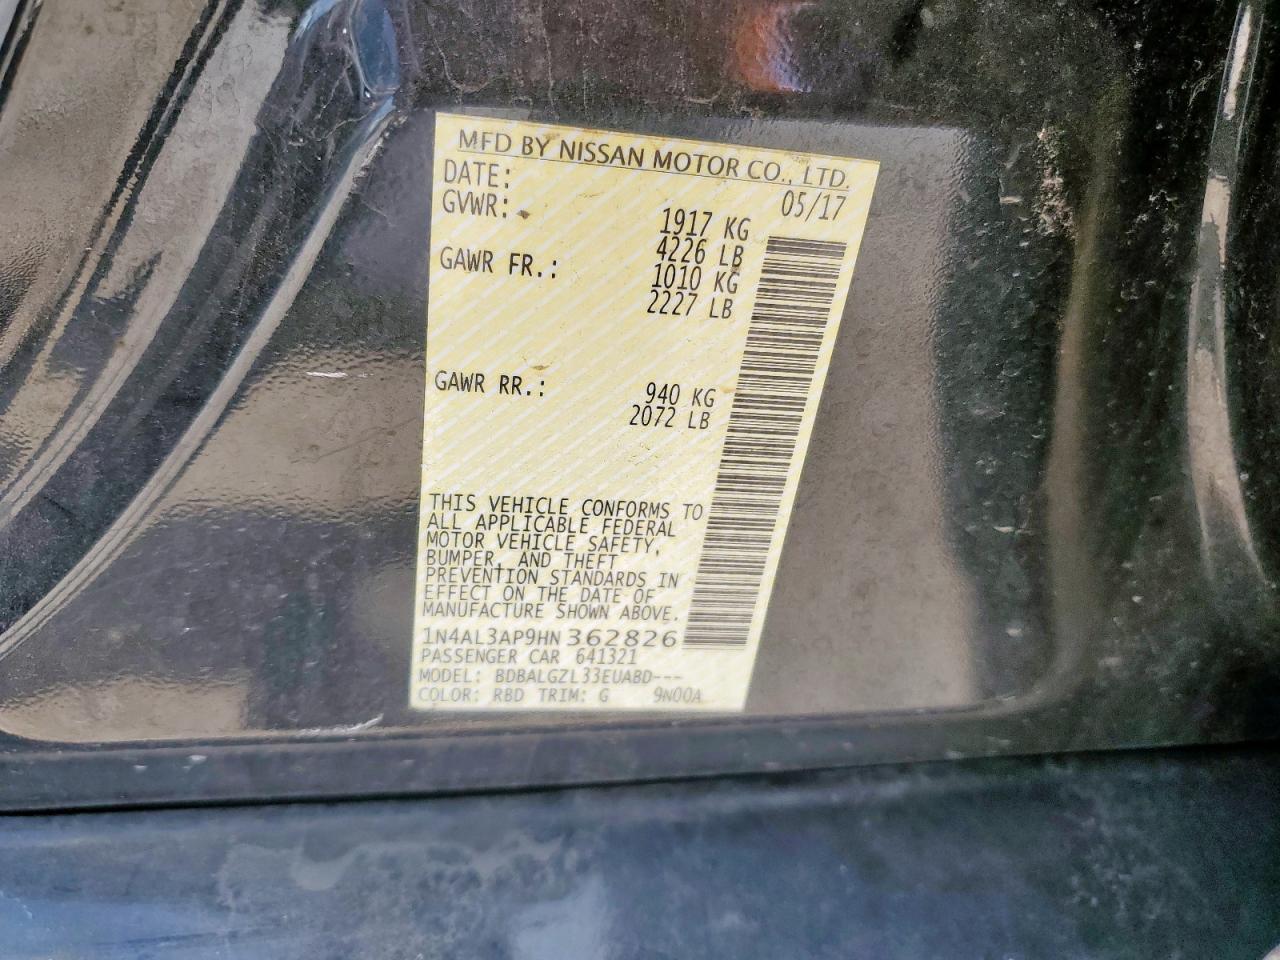 MFD BY NISSAN MOTOR CO., LTD.
DATE: 05/17
GVWR: 1917 KG
4226 LB
GAWR FR.: 1010 KG
2227 LB
GAWR RR.: 940 KG
2072 LB
THIS VEHICLE CONFORMS TO
ALL APPLICABLE FEDERAL
MOTOR VEHICLE SAFETY,
BUMPER, AND THEFT
PREVENTION STANDARDS IN
EFFECT ON THE DATE OF
MANUFACTURE SHOWN ABOVE.
1N4AL3AP9HN362826
PASSENGER CAR 641321
MODEL: BDBALGZL33EUABD---
COLOR: RBD TRIM: G 9N00A